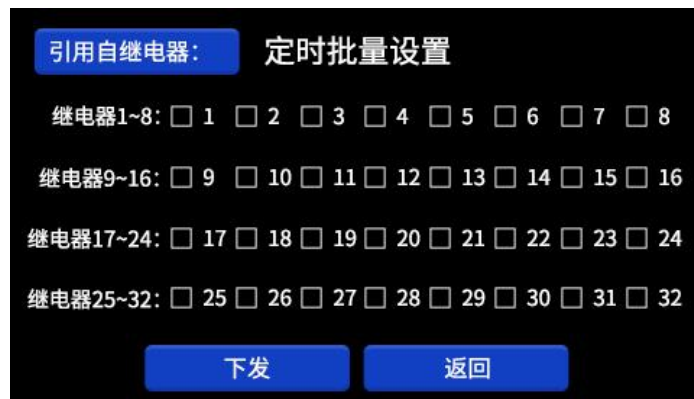 引用自继电器: 定时批量设置
继电器1~8: 1 2 3 4 5 6 7 8
继电器9~16: 9 10 11 12 13 14 15 16
继电器17~24: 17 18 19 20 21 22 23 24
继电器25~32: 25 26 27 28 29 30 31 32
下发 返回